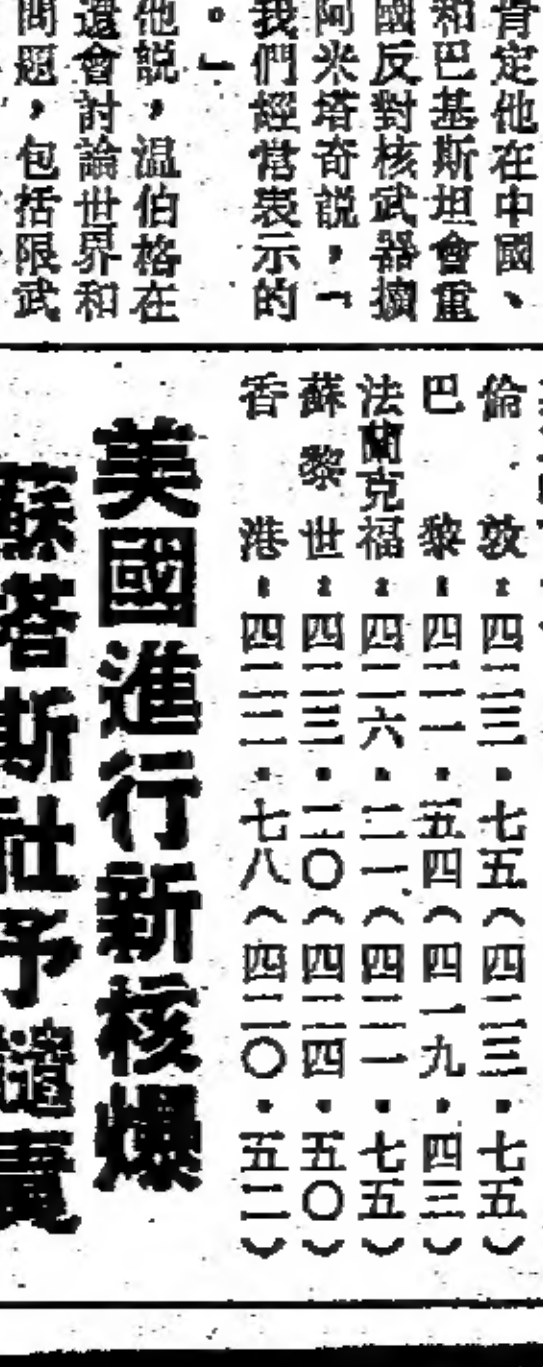 肯定他在中國、
和巴基斯坦會重
國反對核武器擴
阿米塔奇説，「
我們經常表示的
。」
他説，温伯格在
還會討論世界和
問題，包括限武
倫敦：四二三・七五（四二三・七五）
巴黎：四二一・五四（四一九・四三）
法蘭克福：四二六・二一（四二一・七五）
蘇黎世：四二三・二〇（四二四・五〇）
香港：四二二・七八（四二〇・五二）
美國進行新核爆
蘇塔斯社予譴責